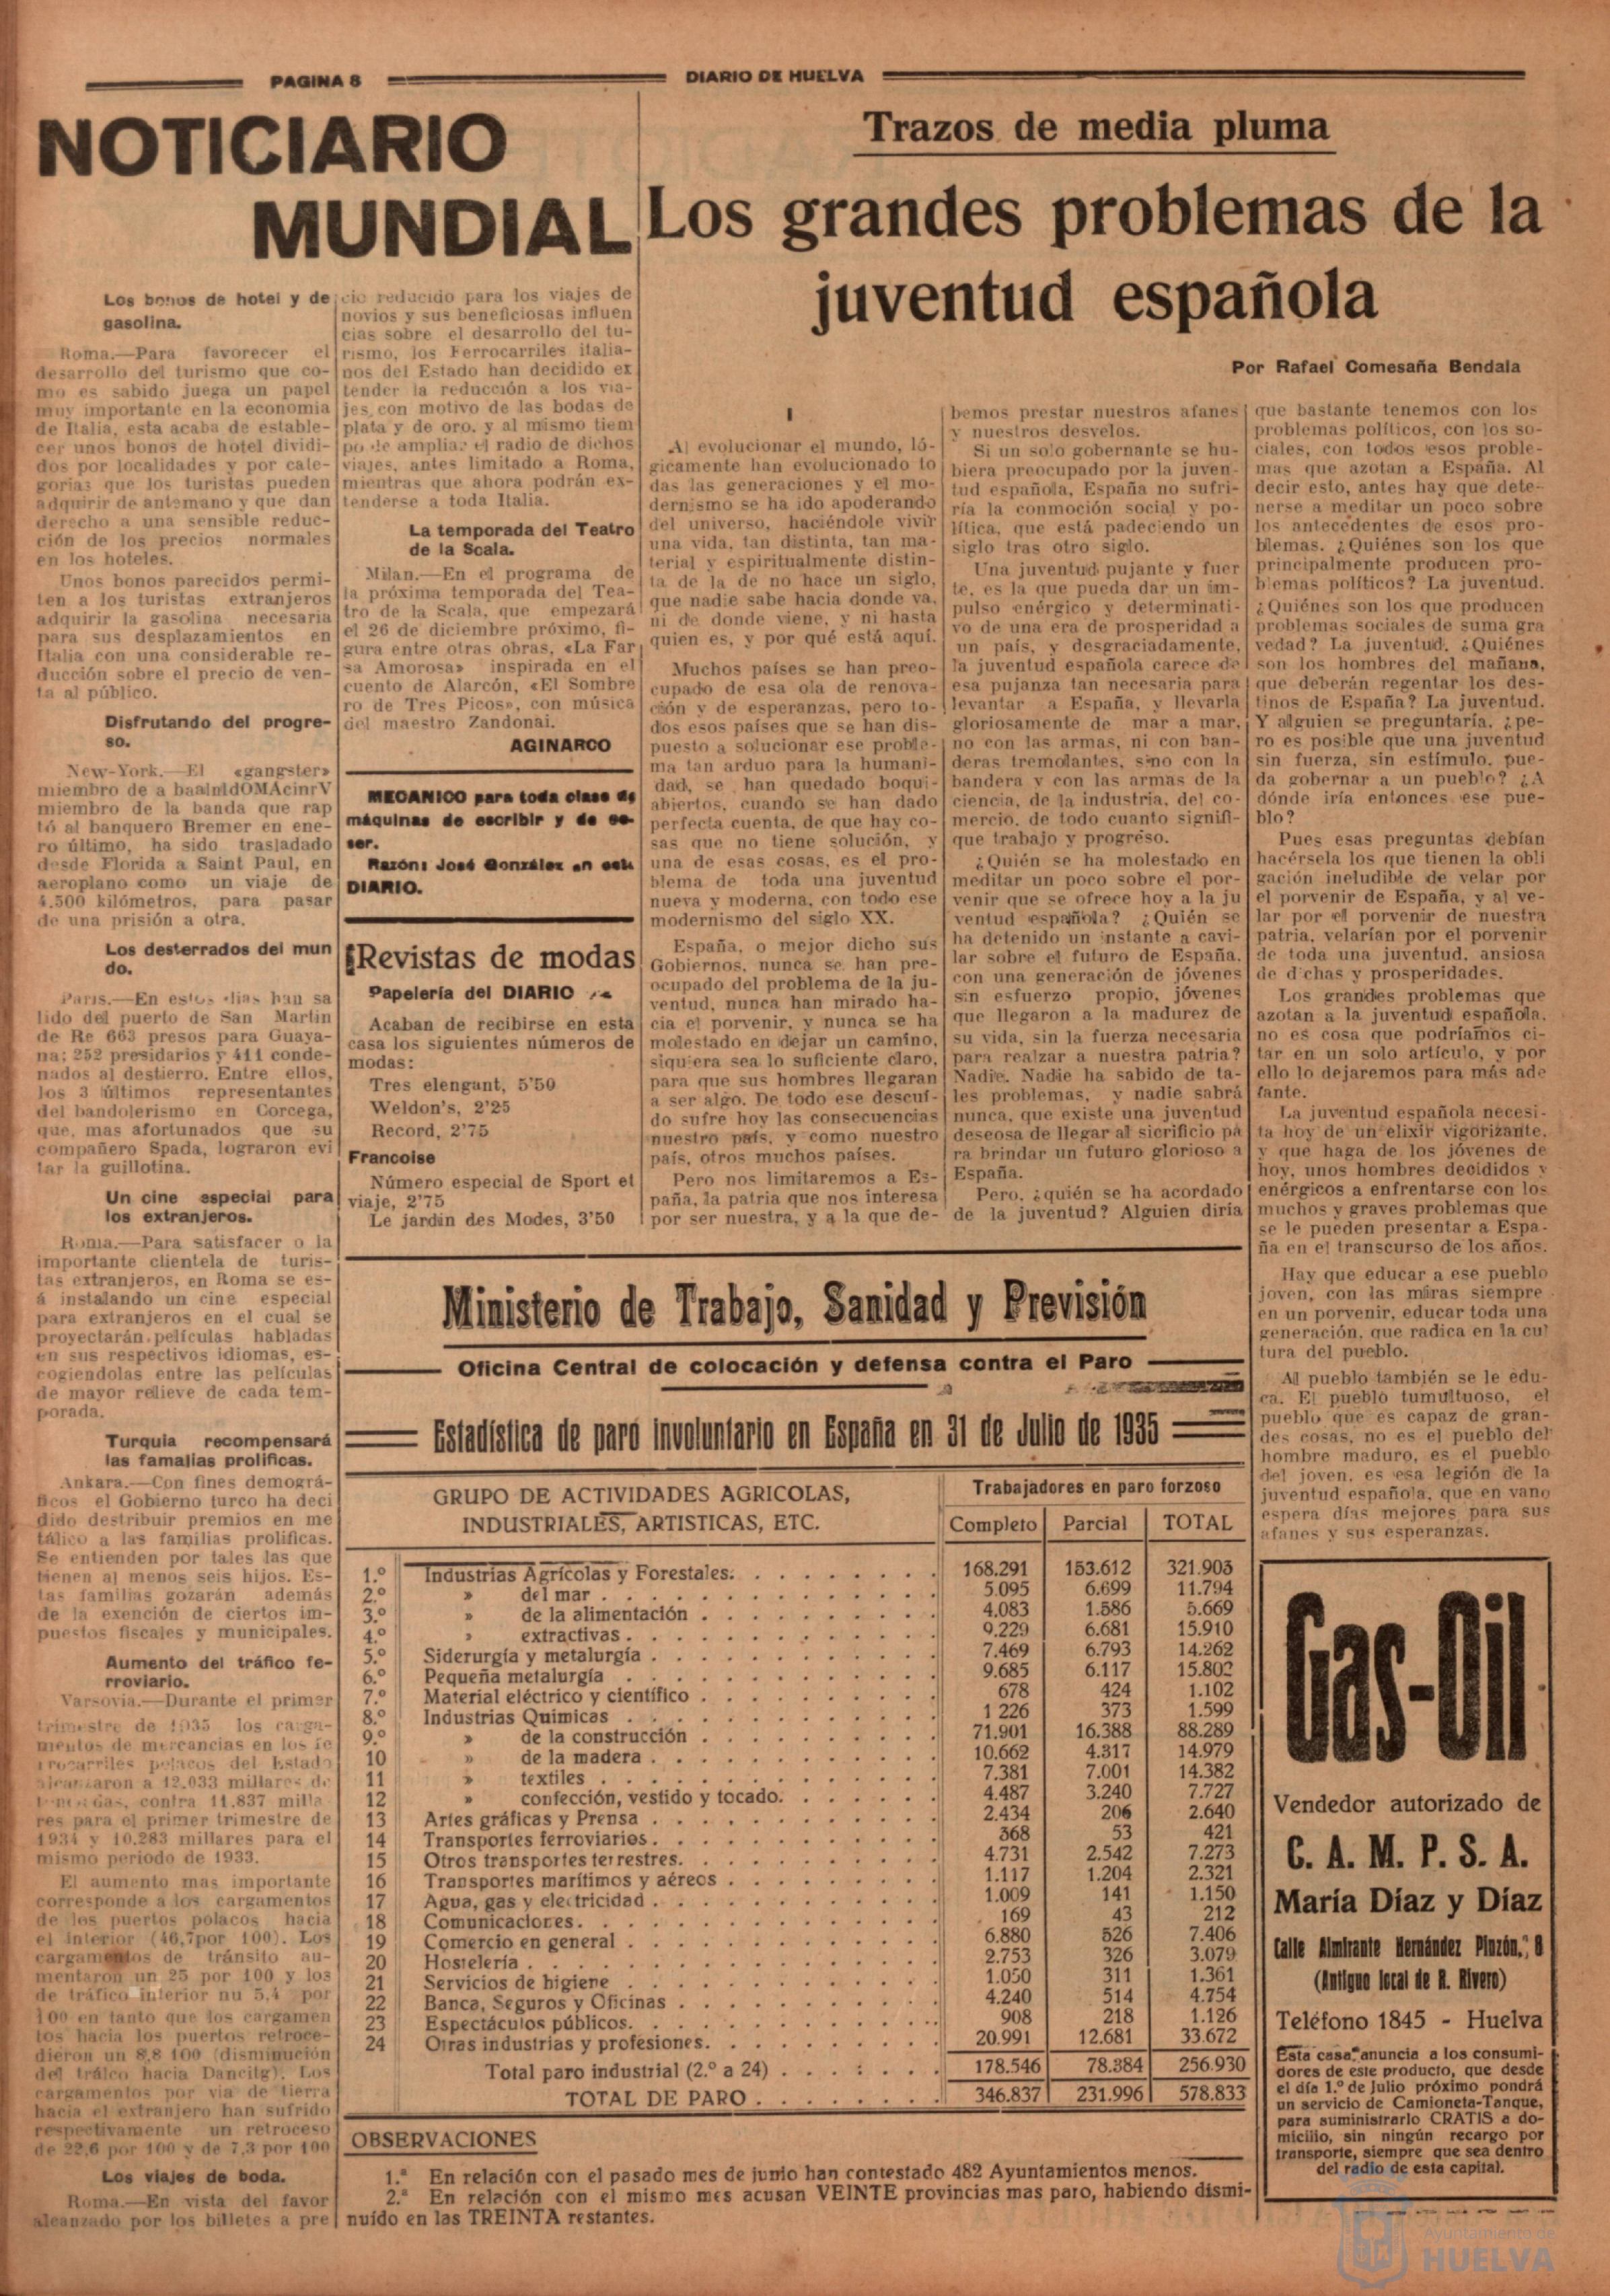 PAGINA 8
DIARIO DE HUELVA
NOTICIARIO
MUNDIAL
Los bonos de hotel y de
gasolina.
Roma.—Para favorecer el
desarrollo del turismo que co-
mo es sabido juega un papel
muy importante en la economia
de Italia, esta acaba de estable-
cer unos bonos de hotel dividi-
dos por localidades y por cate-
gorias que los turistas pueden
adquirir de antemano y que dan
derecho a una sensible reduc-
ción de los precios normales
en los hoteles.
Unos bonos parecidos permi-
ten a los turistas extranjeros
adquirir la gasolina necesaria
para sus desplazamientos en
Italia con una considerable re-
ducción sobre el precio de ven-
ta al público.
Disfrutando del progre-
so.
New-York.—El «gangster»
miembro de a baalnldOMAcinrV
miembro de la banda que rap
tó al banquero Bremer en ene-
ro último, ha sido trasladado
desde Florida a Saint Paul, en
aeroplano como un viaje de
4.500 kilómetros, para pasar
de una prisión a otra.
Los desterrados del mun
do.
Paris.—En estos dias han sa
lido del puerto de San Martin
de Re 663 presos para Guaya-
na; 252 presidarios y 411 conde-
nados al destierro. Entre ellos,
los 3 últimos representantes
del bandolerismo en Corcega,
que, mas afortunados que su
compañero Spada, lograron evi
tar la guillotina.
Un cine especial para
los extranjeros.
Roma.—Para satisfacer o la
importante clientela de turis-
tas extranjeros, en Roma se es-
á instalando un cine especial
para extranjeros en el cual se
proyectarán películas habladas
en sus respectivos idiomas, es-
cogiendolas entre las películas
de mayor relieve de cada tem-
porada.
Turquia recompensará
las famalias prolificas.
Ankara.—Con fines demográ-
ficos el Gobierno turco ha deci
dido destribuir premios en me
tálico a las familias prolificas.
Se entienden por tales las que
tienen al menos seis hijos. Es-
tas familias gozarán además
de la exención de ciertos im-
puestos fiscales y municipales.
Aumento del tráfico fe-
rroviario.
Varsovia.—Durante el primer
trimestre de 1935 los carga-
mentos de mercancias en los fe
rrocarriles polacos del Estado
alcanzaron a 12.033 millares de
contra 11.837 milla
res para el primer trimestre de
1934 y 10.283 millares para el
mismo periodo de 1933.
El aumento mas importante
corresponde a los cargamentos
de los puertos polacos hacia
el Interior (46,7por 100). Los
cargamentos de tránsito au-
mentaron un 25 por 100 y los
de tráfico interior nu 5,4 por
100 en tanto que los cargamen
tos hacia los puertos retroce-
dieron un 8,8 100 (disminución
del trálco hacia Dancitg). Los
cargamentos por via de tierra
hacia el extranjero han sufrido
respectivamente un retroceso
de 22,6 por 100 y de 7,3 por 100
Los viajes de boda.
Roma.—En vista del favor
alcanzado por los billetes a pre
cio reducido para los viajes de
novios y sus beneficiosas influen
cias sobre el desarrollo del tu-
rismo, los Ferrocarriles italia-
nos del Estado han decidido ex
tender la reducción a los via-
jes con motivo de las bodas de
plata y de oro, y al mismo tiem
po de ampliar el radio de dichos
viajes, antes limitado a Roma,
mientras que ahora podrán ex-
tenderse a toda Italia.
La temporada del Teatro
de la Scala.
Milan.—En el programa de
la próxima temporada del Tea-
tro de la Scala, que empezará
el 26 de diciembre próximo, fi-
gura entre otras obras, «La Far
sa Amorosa» inspirada en el
cuento de Alarcón, «El Sombre
ro de Tres Picos», con música
del maestro Zandonai.
AGINARCO
MECANICO para toda clase de
máquinas de escribir y de co-
ser.
Razón: José González en este
DIARIO.
¡Revistas de modas
Papelería del DIARIO
Acaban de recibirse en esta
casa los siguientes números de
modas:
Tres elengant, 5'50
Weldon's, 2'25
Record, 2'75
Francoise
Número especial de Sport et
viaje, 2'75
Le jardin des Modes, 3'50
Trazos de media pluma
Los grandes problemas de la
juventud española
Por Rafael Comesaña Bendala
I
Al evolucionar el mundo, ló-
gicamente han evolucionado to
das las generaciones y el mo-
dernismo se ha ido apoderando
del universo, haciéndole vivir
una vida, tan distinta, tan ma-
terial y espiritualmente distin-
ta de la de no hace un siglo,
que nadie sabe hacia donde va,
ni de donde viene, y ni hasta
quien es, y por qué está aquí.
Muchos países se han preo-
cupado de esa ola de renova-
ción y de esperanzas, pero to-
dos esos países que se han dis-
puesto a solucionar ese proble-
ma tan arduo para la humani-
dad, se han quedado boqui-
abiertos, cuando se han dado
perfecta cuenta, de que hay co-
sas que no tiene solución, y
una de esas cosas, es el pro-
blema de toda una juventud
nueva y moderna, con todo ese
modernismo del siglo XX.
España, o mejor dicho sus
Gobiernos, nunca se han pre-
ocupado del problema de la ju-
ventud, nunca han mirado ha-
cia el porvenir, y nunca se ha
molestado en dejar un camino,
siquiera sea lo suficiente claro,
para que sus hombres llegaran
a ser algo. De todo ese descui-
do sufre hoy las consecuencias
nuestro país, y como nuestro
país, otros muchos países.
Pero nos limitaremos a Es-
paña, la patria que nos interesa
por ser nuestra, y a la que de-
bemos prestar nuestros afanes
y nuestros desvelos.
Si un solo gobernante se hu-
biera preocupado por la juven-
tud española, España no sufri-
ría la conmoción social y po-
lítica, que está padeciendo un
siglo tras otro siglo.
Una juventud pujante y fuer
te, es la que pueda dar un im-
pulso enérgico y determinati-
vo de una era de prosperidad a
un país, y desgraciadamente,
la juventud española carece de
esa pujanza tan necesaria para
levantar a España, y llevarla
gloriosamente de mar a mar,
no con las armas, ni con ban-
deras tremolantes, sino con la
bandera y con las armas de la
ciencia, de la industria, del co-
mercio, de todo cuanto signifi-
que trabajo y progreso.
¿Quién se ha molestado en
meditar un poco sobre el por-
venir que se ofrece hoy a la ju
ventud española? ¿Quién se
ha detenido un instante a cavi-
lar sobre el futuro de España,
con una generación de jóvenes
sin esfuerzo propio, jóvenes
que llegaron a la madurez de
su vida, sin la fuerza necesaria
para realzar a nuestra patria?
Nadie. Nadie ha sabido de ta-
les problemas, y nadie sabrá
nunca, que existe una juventud
deseosa de llegar al sicrificio pa
ra brindar un futuro glorioso a
España.
Pero, ¿quién se ha acordado
de la juventud? Alguien diria
que bastante tenemos con los
problemas políticos, con los so-
ciales, con todos esos proble-
mas que azotan a España. Al
decir esto, antes hay que dete-
nerse a meditar un poco sobre
los antecedentes de esos pro-
blemas. ¿Quiénes son los que
principalmente producen pro-
blemas políticos? La juventud.
¿Quiénes son los que producen
problemas sociales de suma gra
vedad? La juventud. ¿Quiénes
son los hombres del mañana,
que deberán regentar los des-
tinos de España? La juventud.
Y alguien se preguntaría, ¿pe-
ro es posible que una juventud
sin fuerza, sin estímulo, pue-
da gobernar a un pueblo? ¿A
dónde iría entonces ese pue-
blo?
Pues esas preguntas debían
hacérsela los que tienen la obli
gación ineludible de velar por
el porvenir de España, y al ve-
lar por el porvenir de nuestra
patria, velarían por el porvenir
de toda una juventud, ansiosa
de dichas y prosperidades.
Los grandes problemas que
azotan a la juventud española,
no es cosa que podríamos ci-
tar en un solo artículo, y por
ello lo dejaremos para más ade
lante.
La juventud española necesi-
ta hoy de un elixir vigorizante,
y que haga de los jóvenes de
hoy, unos hombres decididos y
enérgicos a enfrentarse con los
muchos y graves problemas que
se le pueden presentar a Espa-
ña en el transcurso de los años.
Hay que educar a ese pueblo
joven, con las miras siempre
en un porvenir, educar toda una
generación, que radica en la cul
tura del pueblo.
Al pueblo también se le edu-
ca. El pueblo tumultuoso, el
pueblo que es capaz de gran-
des cosas, no es el pueblo del
hombre maduro, es el pueblo
del joven, es esa legión de la
juventud española, que en vano
espera días mejores para sus
afanes y sus esperanzas.
Ministerio de Trabajo, Sanidad y Previsión
Oficina Central de colocación y defensa contra el Paro
Estadística de paro involuntario en España en 31 de Julio de 1935
GRUPO DE ACTIVIDADES AGRICOLAS,
INDUSTRIALES, ARTISTICAS, ETC.
Trabajadores en paro forzoso
Completo Parcial TOTAL
1.º Industrias Agrícolas y Forestales. 168.291 153.612 321.903
2.º » del mar 5.095 6.699 11.794
3.º » de la alimentación 4.083 1.586 5.669
4.º » extractivas 9.229 6.681 15.910
5.º Siderurgía y metalurgía 7.469 6.793 14.262
6.º Pequeña metalurgía 9.685 6.117 15.802
7.º Material eléctrico y científico 678 424 1.102
8.º Industrias Quimicas 1 226 373 1.599
9.º » de la construcción 71.901 16.388 88.289
10 » de la madera 10.662 4.317 14.979
11 » textiles 7.381 7.001 14.382
12 » confección, vestido y tocado. 4.487 3.240 7.727
13 Artes gráficas y Prensa 2.434 206 2.640
14 Transportes ferroviarios 368 53 421
15 Otros transportes terrestres. 4.731 2.542 7.273
16 Transportes marítimos y aéreos 1.117 1.204 2.321
17 Agua, gas y electricidad 1.009 141 1.150
18 Comunicaciones. 169 43 212
19 Comercio en general 6.880 526 7.406
20 Hostelería 2.753 326 3.079
21 Servicios de higiene 1.050 311 1.361
22 Banca, Seguros y Oficinas 4.240 514 4.754
23 Espectáculos públicos. 908 218 1.126
24 Otras industrias y profesiones. 20.991 12.681 33.672
Total paro industrial (2.º a 24) 178.546 78.384 256.930
TOTAL DE PARO 346.837 231.996 578.833
OBSERVACIONES
1.ª En relación con el pasado mes de junio han contestado 482 Ayuntamientos menos.
2.ª En relación con el mismo mes acusan VEINTE provincias mas paro, habiendo dismi-
nuído en las TREINTA restantes.
Gas-Oil
Vendedor autorizado de
C. A. M. P. S. A.
María Díaz y Díaz
Calle Almirante Hernández Pinzón, 8
(Antiguo local de R. Rivero)
Teléfono 1845 - Huelva
Esta casa anuncia a los consumi-
dores de este producto, que desde
el día 1.º de Julio próximo pondrá
un servicio de Camioneta-Tanque,
para suministrarlo CRATIS a do-
micilio, sin ningún recargo por
transporte, siempre que sea dentro
del radio de esta capital.
Ayuntamiento de
HUELVA